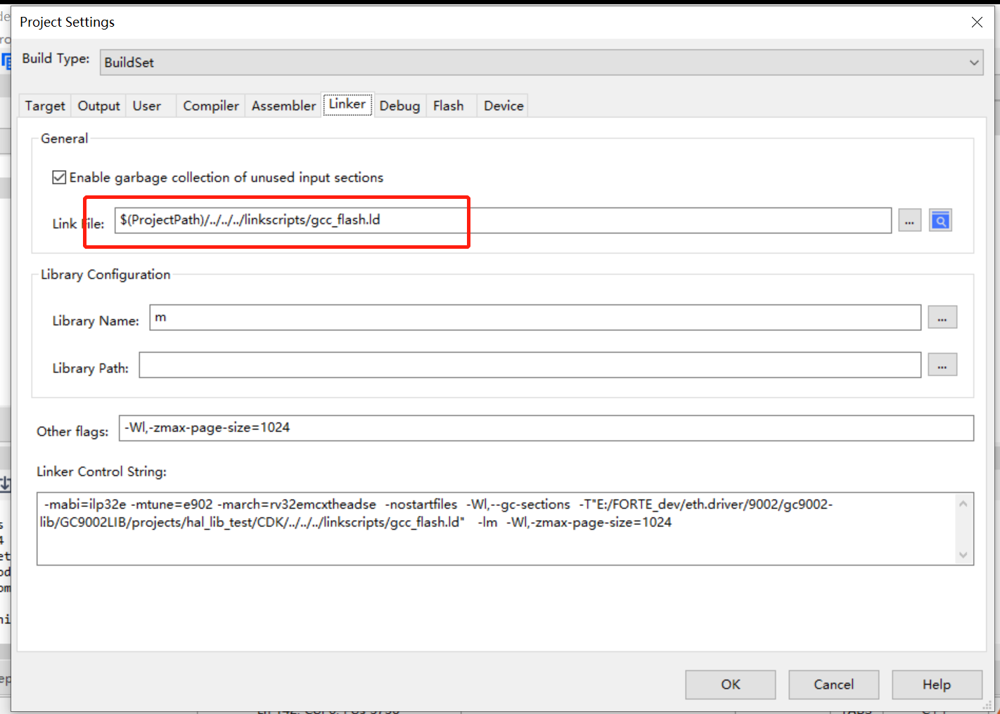 Project Settings
Build Type:
BuildSet
Target Output User Compiler Assembler Linker Debug Flash Device
General
Enable garbage collection of unused input sections
Link File: $(ProjectPath)/../../../linkscripts/gcc_flash.ld ...
Library Configuration
Library Name: m ...
Library Path: ...
Other flags: -Wl,-zmax-page-size=1024
Linker Control String:
-mabi=ilp32e -mtune=e902 -march=rv32emcxtheadse -nostartfiles -Wl,--gc-sections -T"E:/FORTE_dev/eth.driver/9002/gc9002-
lib/GC9002LIB/projects/hal_lib_test/CDK/../../../linkscripts/gcc_flash.ld" -lm -Wl,-zmax-page-size=1024
OK Cancel Help